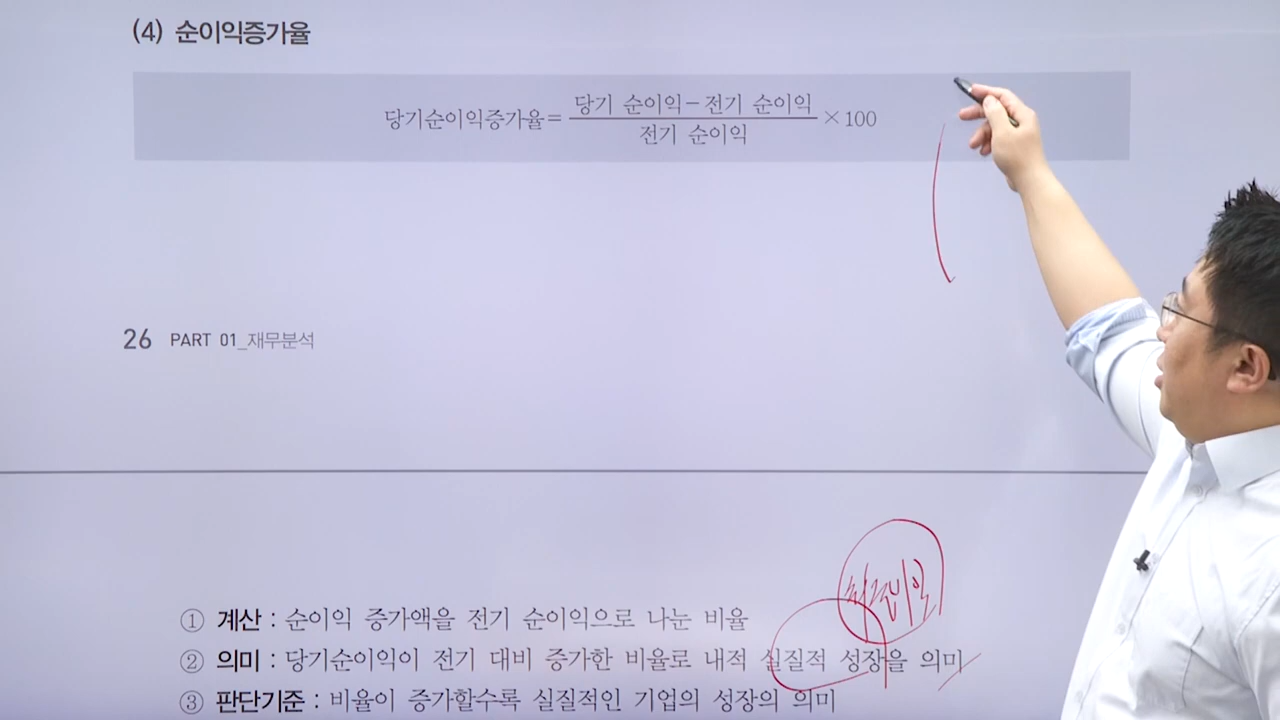 (4) 순이익증가율
당기순이익증가율= 당기 순이익-전기 순이익 ×100
전기 순이익
26 PART 01_재무분석
① 계산 : 순이익 증가액을 전기 순이익으로 나눈 비율
② 의미 : 당기순이익이 전기 대비 증가한 비율로 내적 실질적 성장을 의미
③ 판단기준 : 비율이 증가할수록 실질적인 기업의 성장의 의미